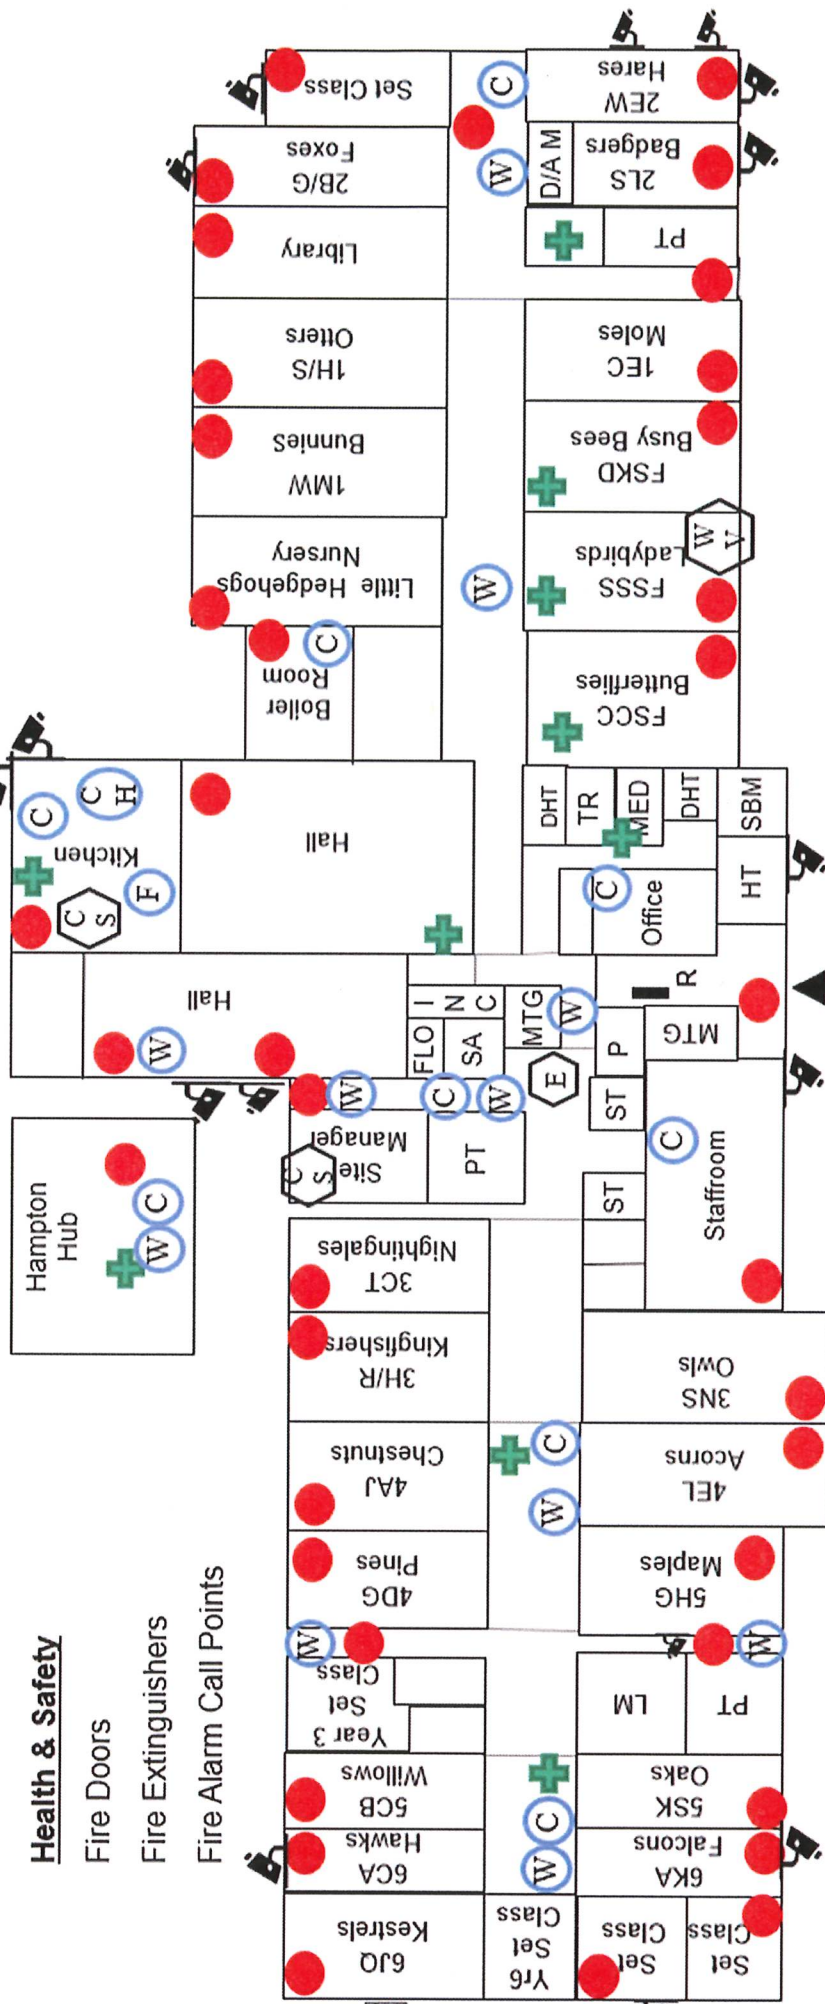 Health & Safety
Fire Doors
Fire Extinguishers
Fire Alarm Call Points
Hampton
Hub
W
C
6JQ
Kestrels
6CA
Hawks
5CB
Willows
Year 3
Set
Class
W
4DG
Pines
4AJ
Chestnuts
3H/R
Kingfishers
3CT
Nightingales
Site
Manager
C
S
W
PT
C
W
Hall
W
FLO
SA
I
N
C
MTG
W
E
Kitchen
C
C
H
C
S
F
Hall
Boiler
Room
C
Little Hedgehogs
Nursery
1MW
BunnieS
1H/S
Otters
Library
2B/G
Foxes
Set Class
Yr6
Set
Class
W
C
W
C
W
W
C
Set
Class
Set
Class
6KA
Falcons
5SK
Oaks
LM
PT
W
5HG
Maples
4EL
Acorns
3NS
Owls
ST
ST
Staffroom
C
P
MTG
R
Office
C
HT
DHT
TR
MED
DHT
SBM
FSCC
Butterflies
FSSS
Ladybirds
W
V
FSKD
Busy Bees
1EC
Moles
PT
D/A M
2LS
Badgers
2EW
Hares